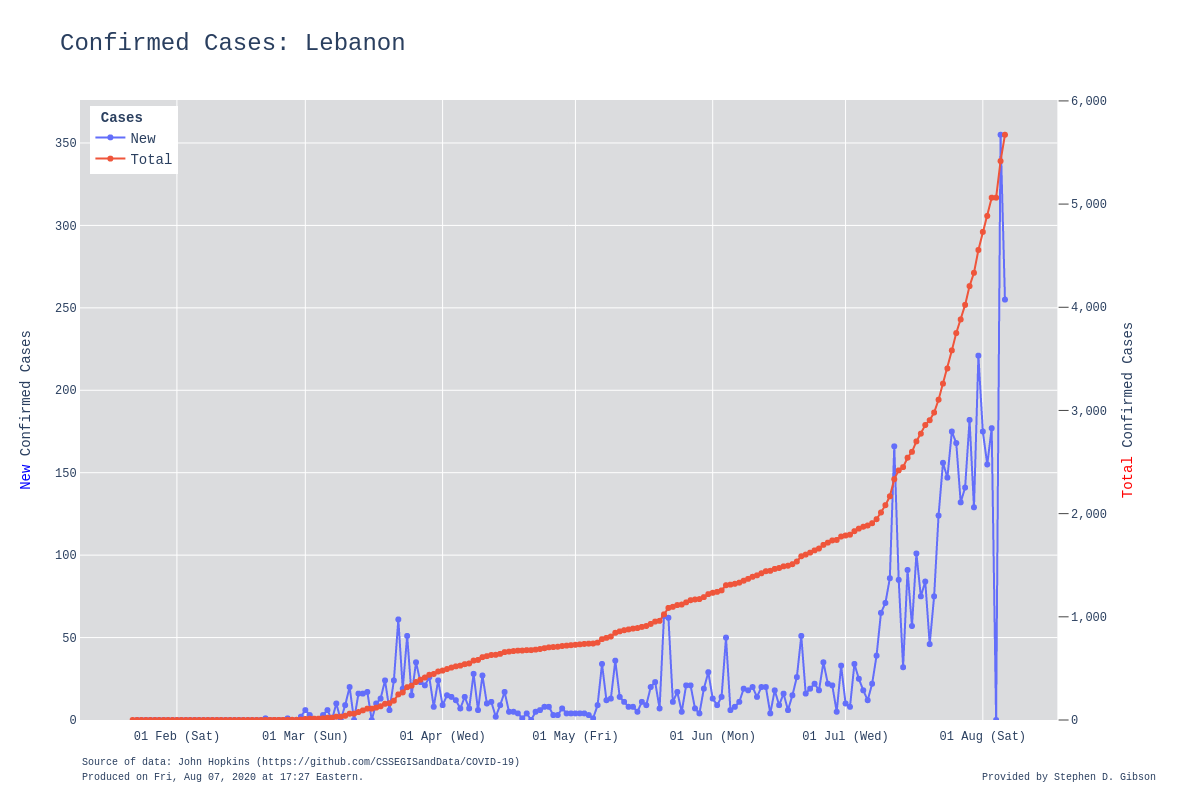 Confirmed Cases: Lebanon
Cases
New
Total
350
300
250
200
150
100
50
0
6,000
5,000
4,000
3,000
2,000
1,000
0
New Confirmed Cases
Total Confirmed Cases
01 Feb (Sat)
01 Mar (Sun)
01 Apr (Wed)
01 May (Fri)
01 Jun (Mon)
01 Jul (Wed)
01 Aug (Sat)
Source of data: John Hopkins (https://github.com/CSSEGISandData/COVID-19)
Produced on Fri, Aug 07, 2020 at 17:27 Eastern.
Provided by Stephen D. Gibson